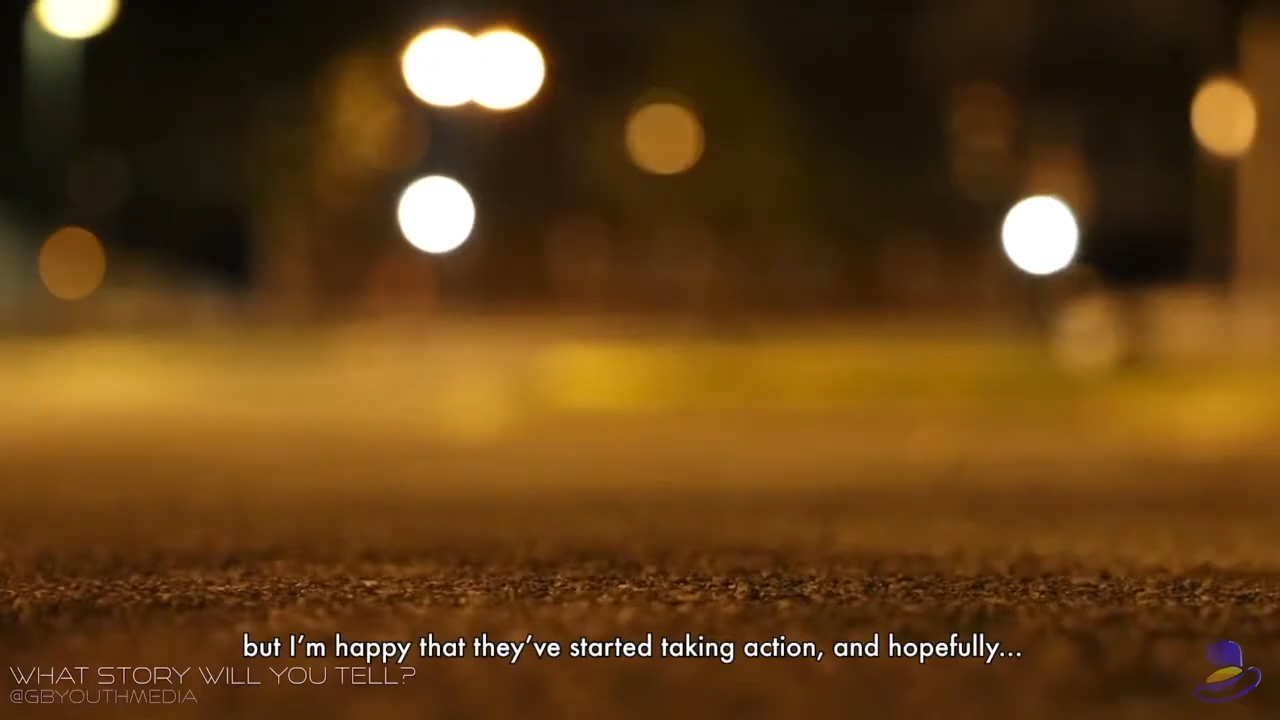 but I'm happy that they've started taking action, and hopefully...
WHAT STORY WILL YOU TELL?
@GBYOUTHMEDIA